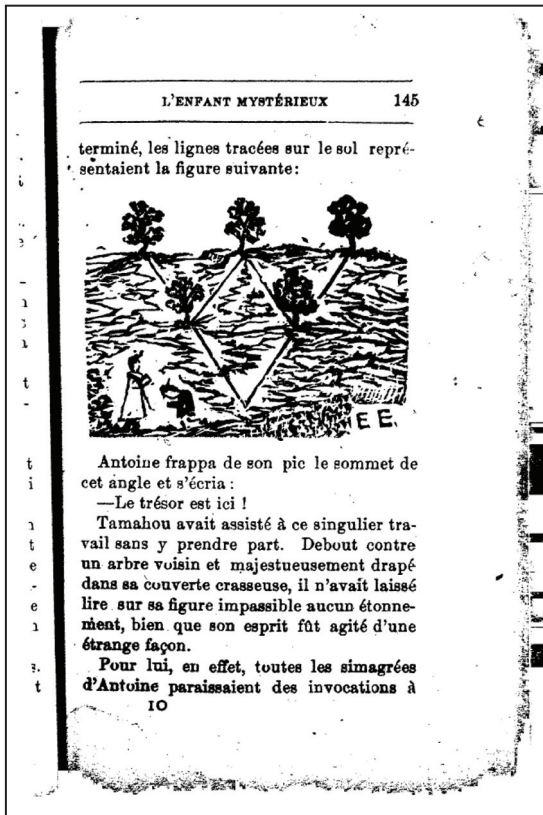 L'ENFANT MYSTÉRIEUX 145
terminé, les lignes tracées sur le sol repré-
sentaient la figure suivante:
E E.
Antoine frappa de son pic le sommet de
cet angle et s'écria :
—Le trésor est ici !
Tamahou avait assisté à ce singulier tra-
vail sans y prendre part. Debout contre
un arbre voisin et majestueusement drapé
dans sa couverte crasseuse, il n'avait laissé
lire sur sa figure impassible aucun étonne-
ment, bien que son esprit fût agité d'une
étrange façon.
Pour lui, en effet, toutes les simagrées
d'Antoine paraissaient des invocations à
10